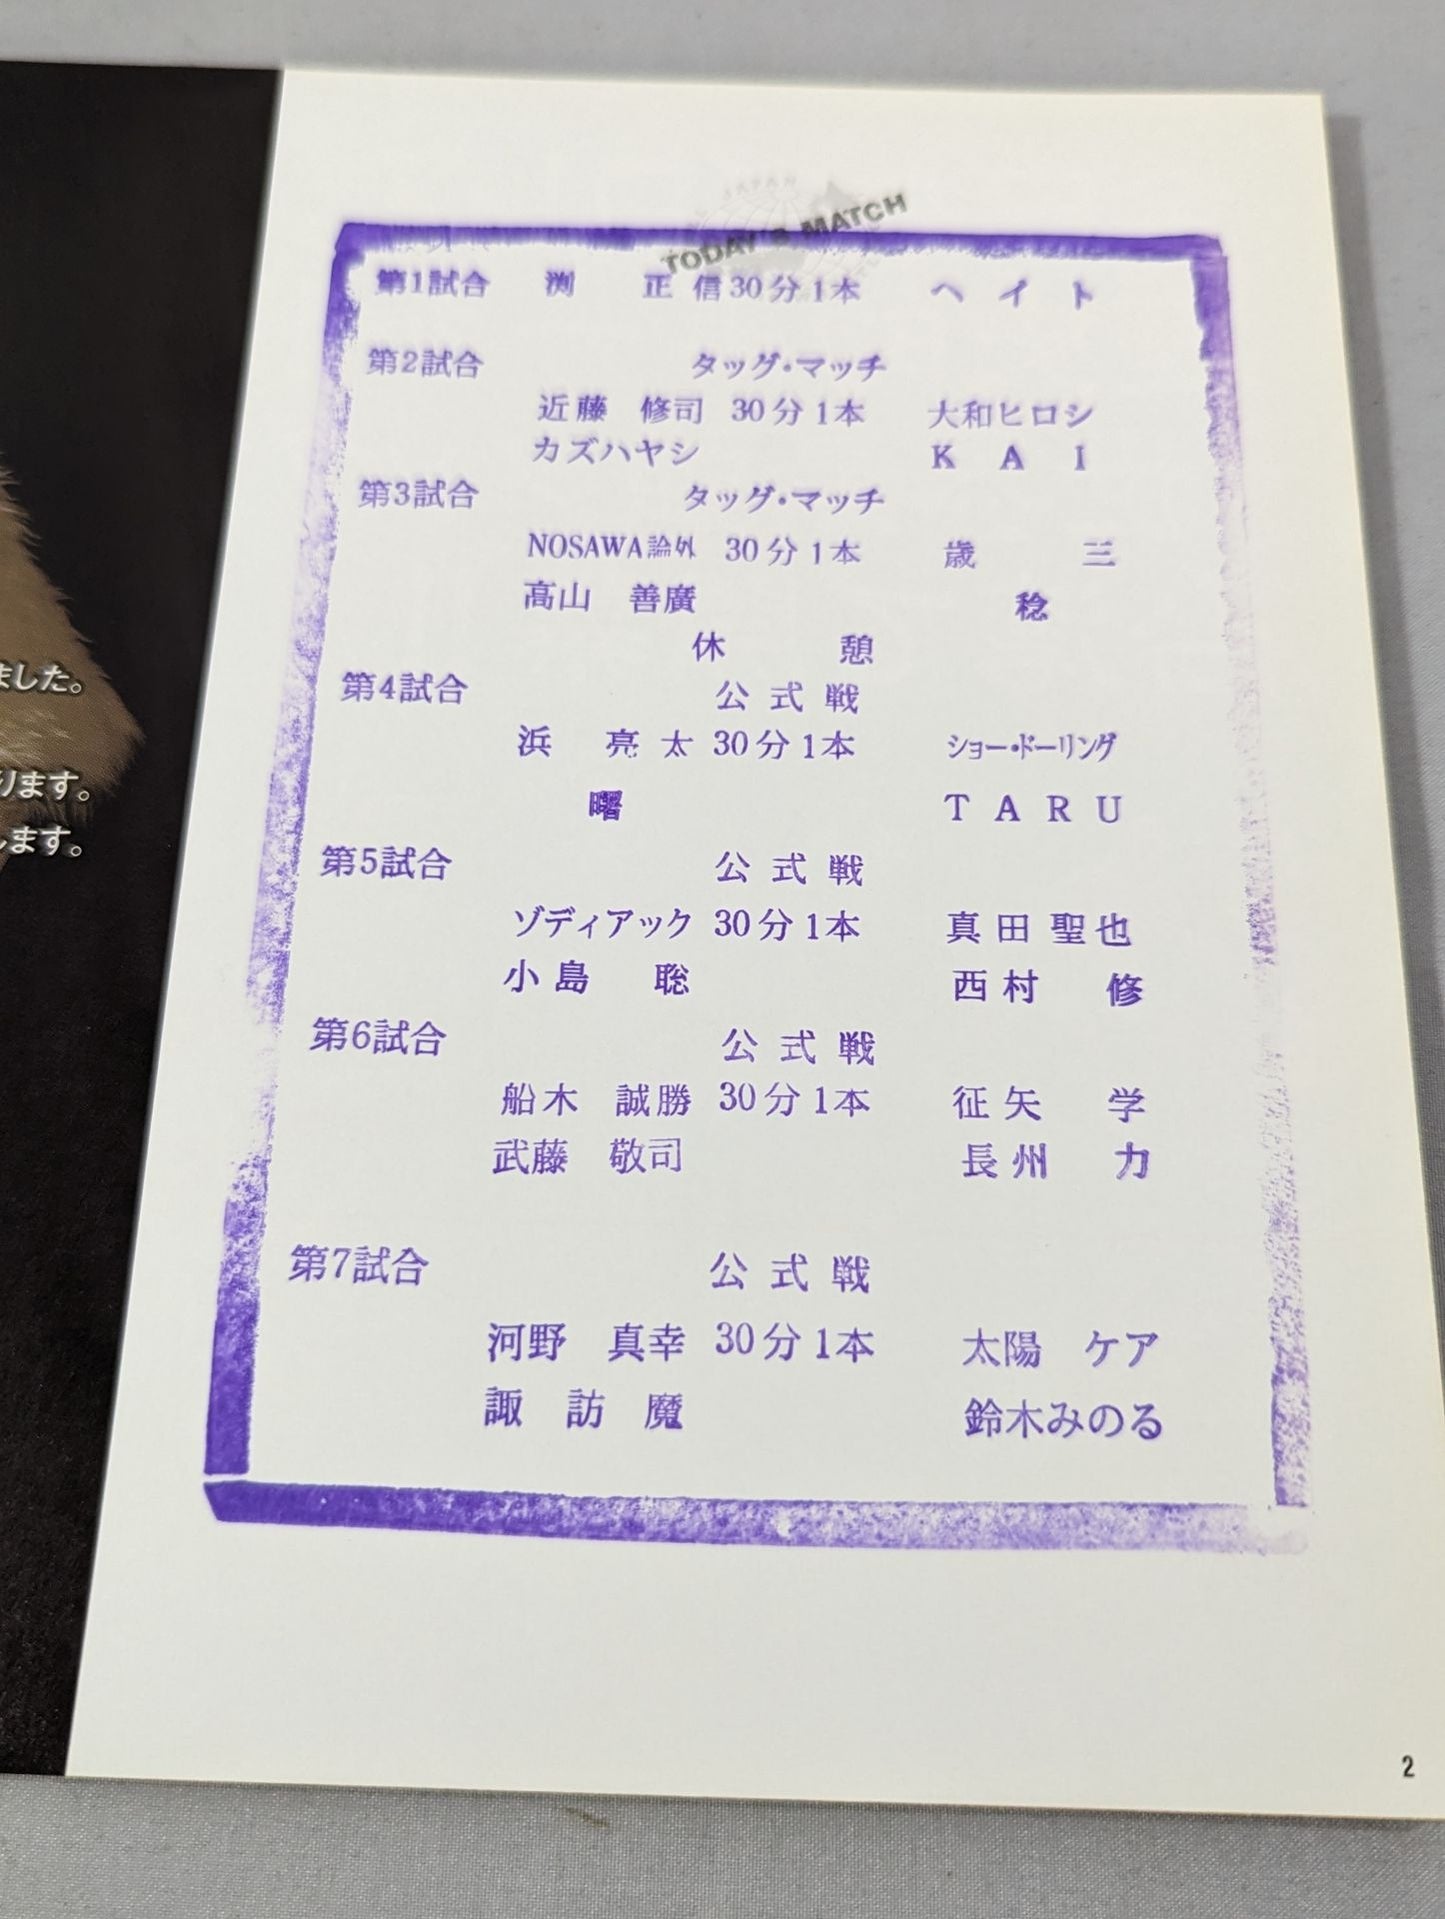 ました。
ります。
します。
JAPAN
TODAY'S MATCH
第1試合 渕 正 信 30分1本 ヘイト
第2試合 タッグ・マッチ
近藤 修司 30分1本 大和ヒロシ
カズハヤシ KAI
第3試合 タッグ・マッチ
NOSAWA論外 30分1本 歳三
高山 善廣 稔
休憩
第4試合 公式戦
浜 亮太 30分1本 ショー・ドーリング
曙 TARU
第5試合 公式戦
ゾディアック 30分1本 真田聖也
小島 聡 西村 修
第6試合 公式戦
船木 誠勝 30分1本 征矢 学
武藤 敬司 長州 力
第7試合 公式戦
河野 真幸 30分1本 太陽 ケア
諏訪魔 鈴木みのる
2